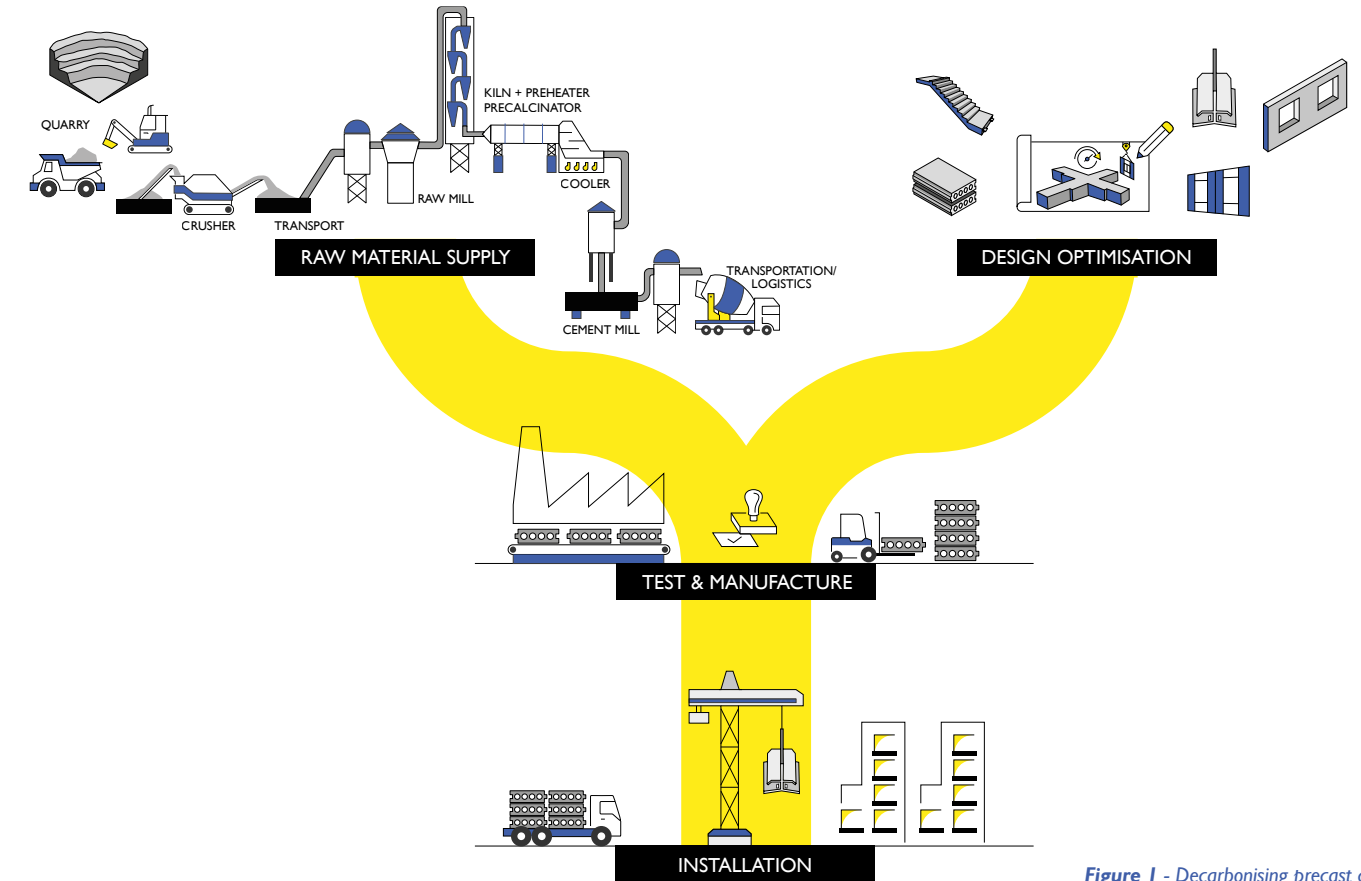 KILN + PREHEATER
PRECALCINATOR
QUARRY
COOLER
RAW MILL
CRUSHER
TRANSPORT
RAW MATERIAL SUPPLY
DESIGN OPTIMISATION
TRANSPORTATION/
LOGISTICS
CEMENT MILL
TEST & MANUFACTURE
INSTALLATION
Figure 1 - Decarbonising precast